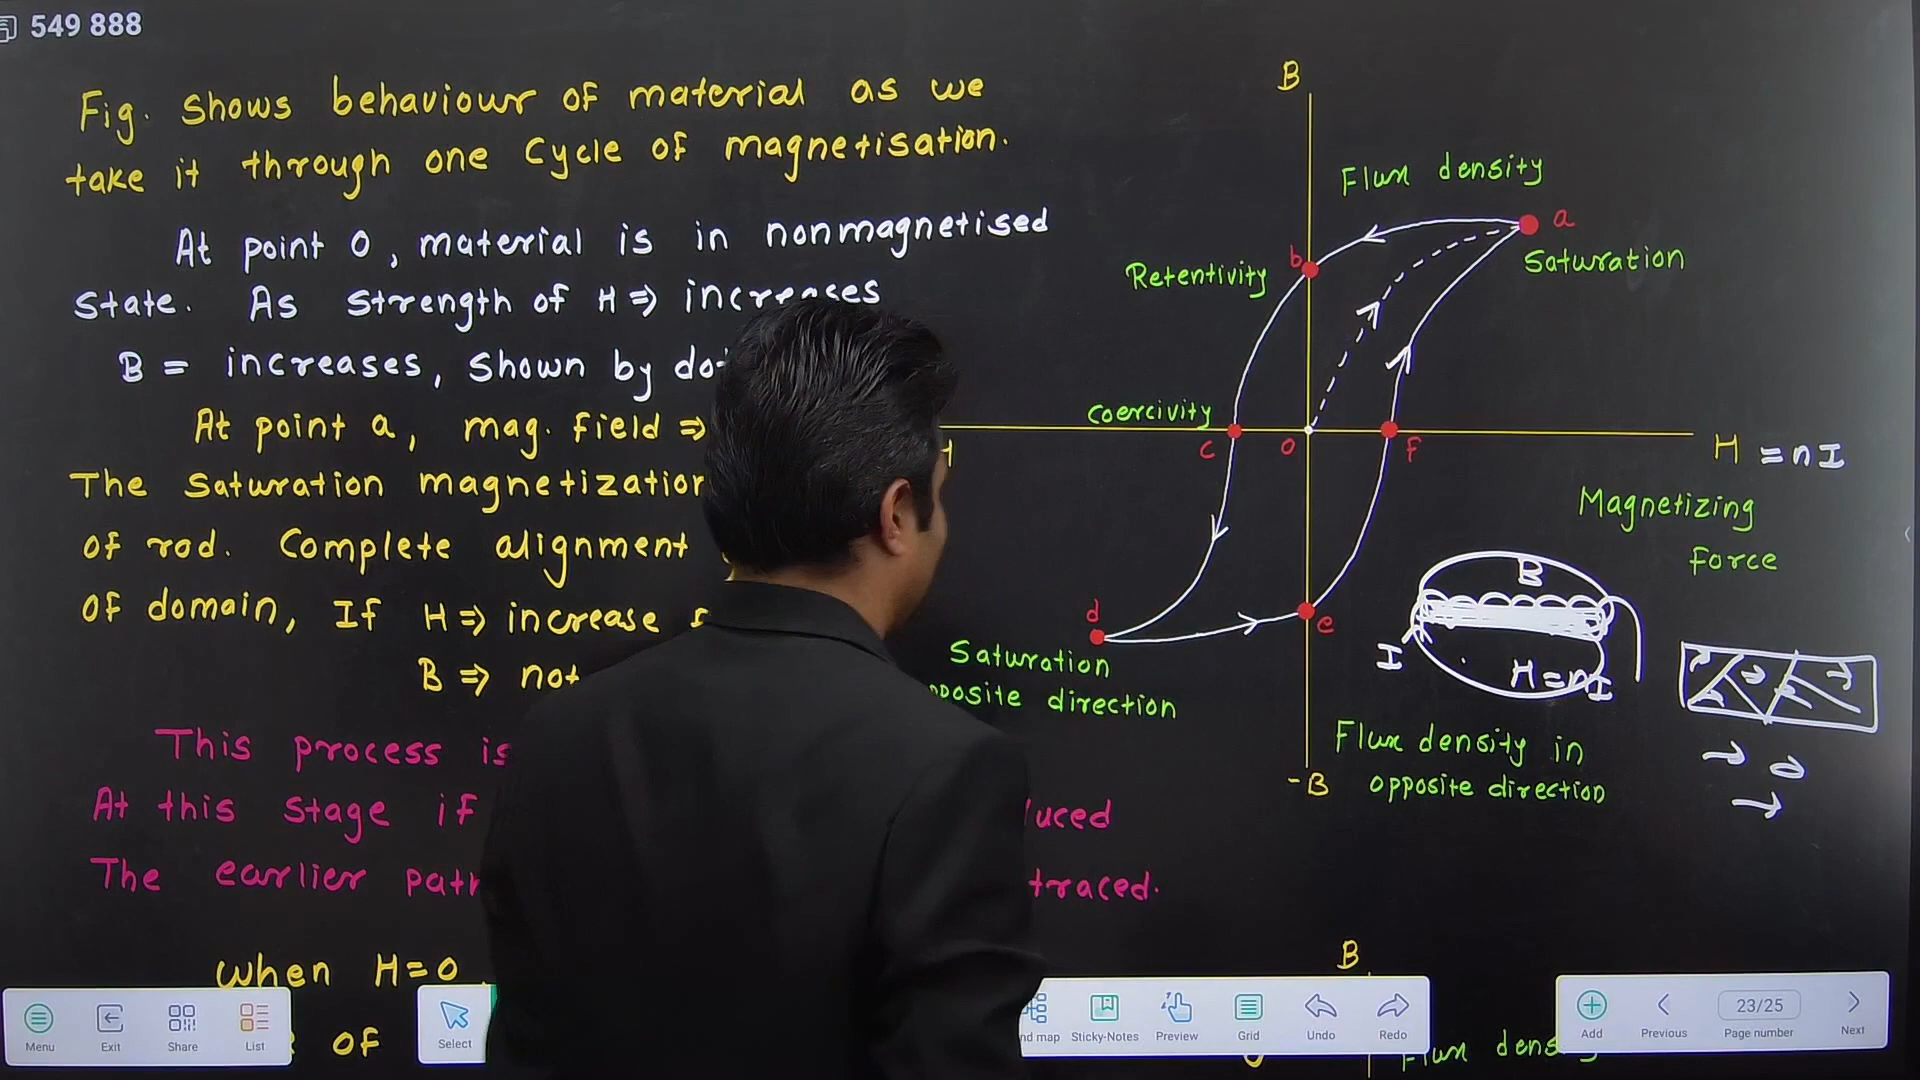 549 888
Fig. shows behaviour of material as we
take it through one cycle of magnetisation.
At point O, material is in nonmagnetised
state. As strength of H ⇒ increases
B = increases, shown by
At point a, mag. field ⇒
The saturation magnetization
of rod. Complete alignment
of domain, If H ⇒ increase
B ⇒ not
This process is
At this stage if
The earlier traced.
when H=0
of
B
Flux density
a
Saturation
b
Retentivity
Coercivity
c
O
f
H = nI
Magnetizing
force
d
e
Saturation
opposite direction
B
I
H=nI
Flux density in
opposite direction
-B
B
Flux
Menu
Exit
Share
List
Select
Sticky-Notes
Preview
Grid
Undo
Redo
Add
Previous
23/25
Page number
Next